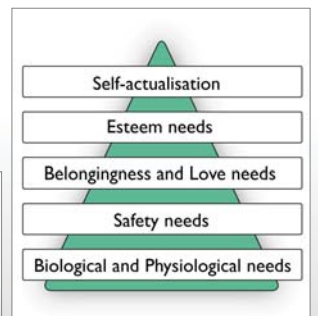 Self-actualisation
Esteem needs
Belongingness and Love needs
Safety needs
Biological and Physiological needs